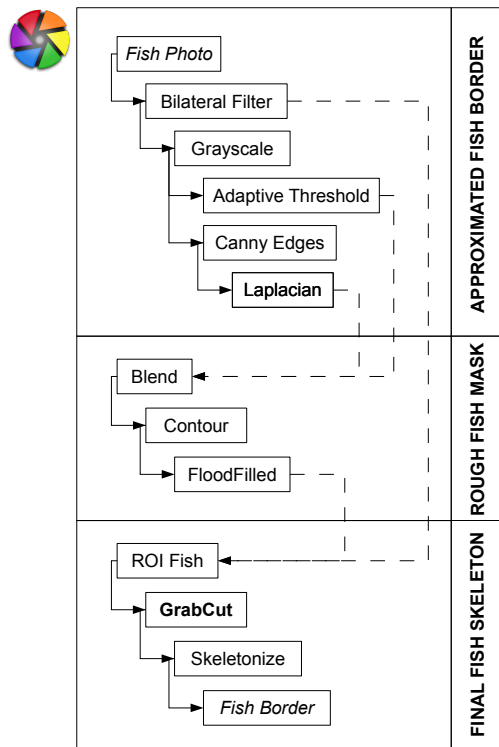 Fish Photo
Bilateral Filter
Grayscale
Adaptive Threshold
Canny Edges
Laplacian
APPROXIMATED FISH BORDER
Blend
Contour
FloodFilled
ROUGH FISH MASK
ROI Fish
GrabCut
Skeletonize
Fish Border
FINAL FISH SKELETON